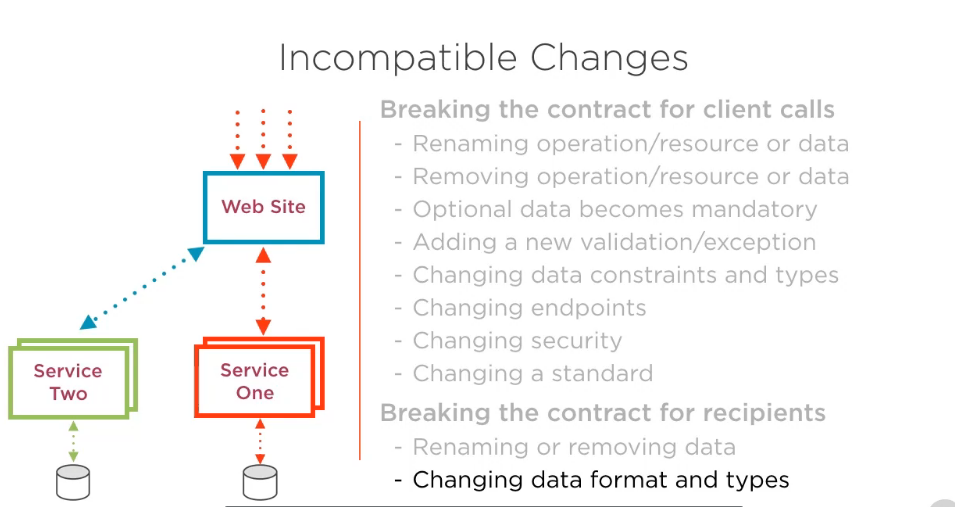 Incompatible Changes
Web Site
Service
Two
Service
One
Breaking the contract for client calls
- Renaming operation/resource or data
- Removing operation/resource or data
- Optional data becomes mandatory
- Adding a new validation/exception
- Changing data constraints and types
- Changing endpoints
- Changing security
- Changing a standard
Breaking the contract for recipients
- Renaming or removing data
- Changing data format and types